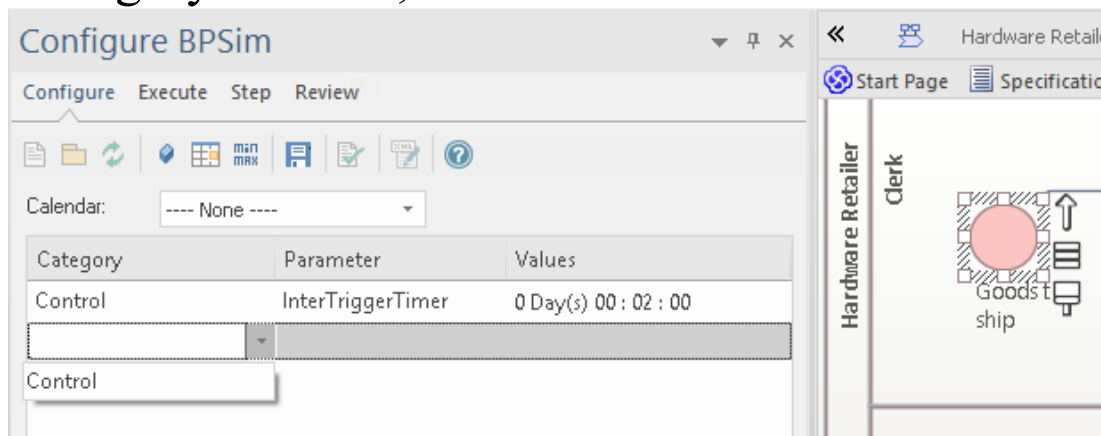 Configure BPSim
Configure Execute Step Review
Calendar: ---- None ----
Category Parameter Values
Control InterTriggerTimer 0 Day(s) 00 : 02 : 00
Control
Hardware Retail
Start Page Specificatio
Hardware Retailer
Clerk
Goods t
ship